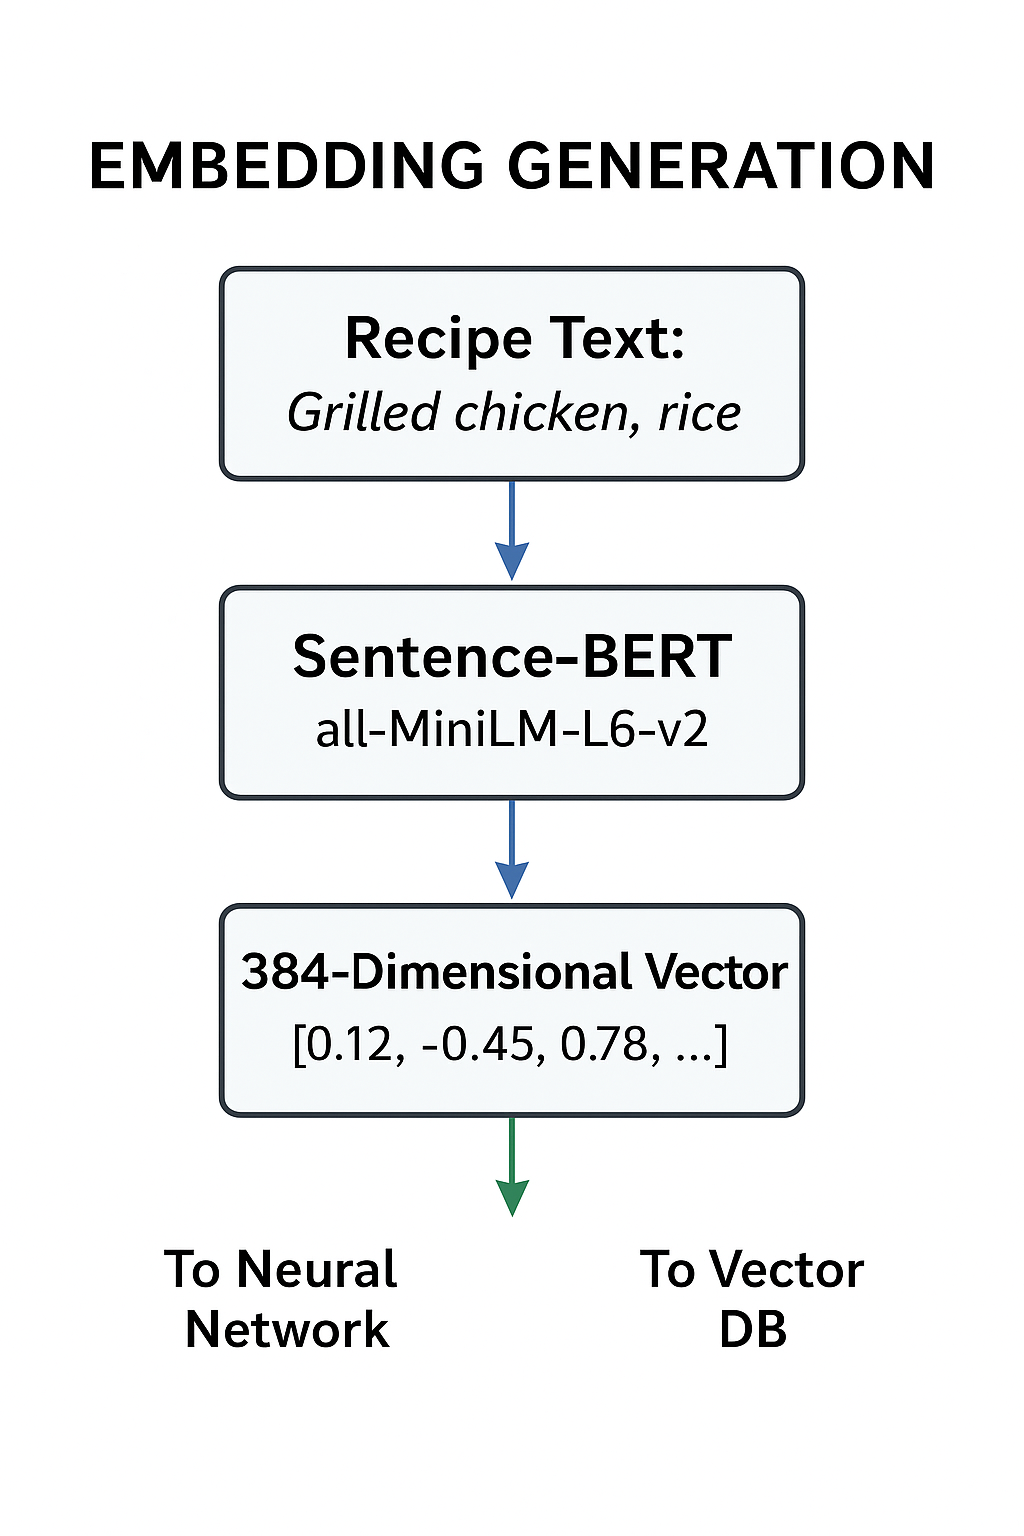 EMBEDDING GENERATION
Recipe Text:
Grilled chicken, rice
Sentence-BERT
all-MiniLM-L6-v2
384-Dimensional Vector
[0.12, -0.45, 0.78, ...]
To Neural
Network
To Vector
DB